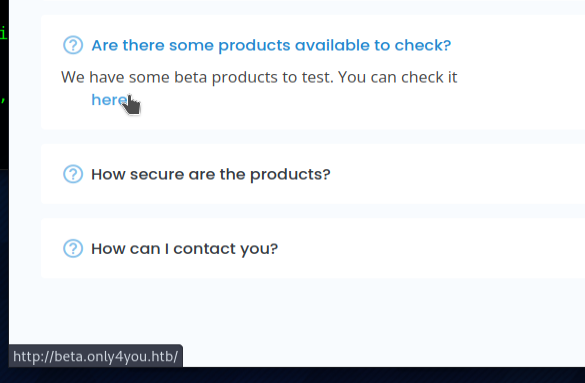 Are there some products available to check?
We have some beta products to test. You can check it
here
How secure are the products?
How can I contact you?
http://beta.only4you.htb/